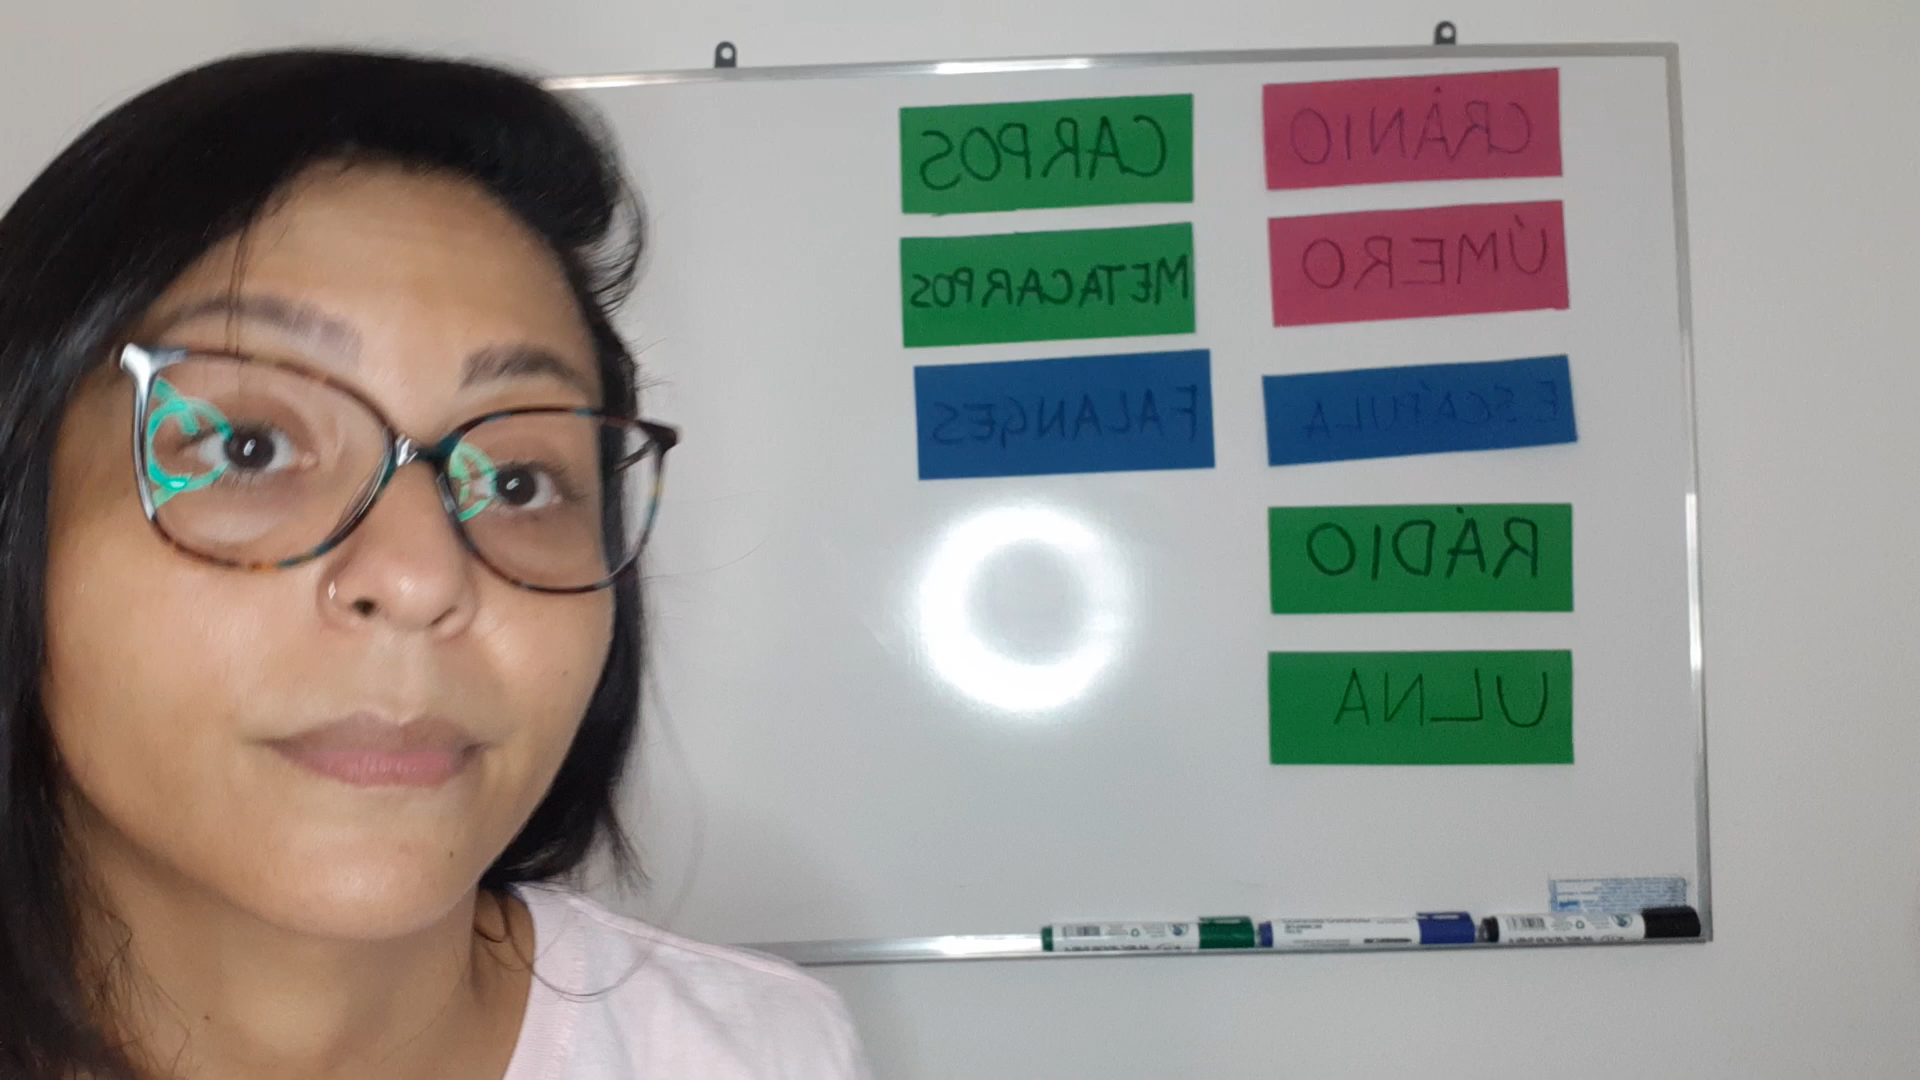 CRÂNIO
ÚMERO
ESCÁPULA
RÁDIO
ULNA
CARPOS
METACARPOS
FALANGES